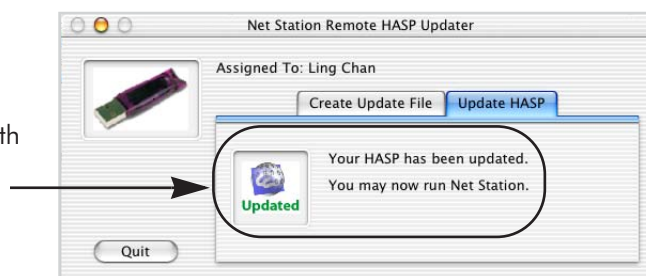 Net Station Remote HASP Updater
Assigned To: Ling Chan
Create Update File Update HASP
th
Your HASP has been updated.
You may now run Net Station.
Updated
Quit